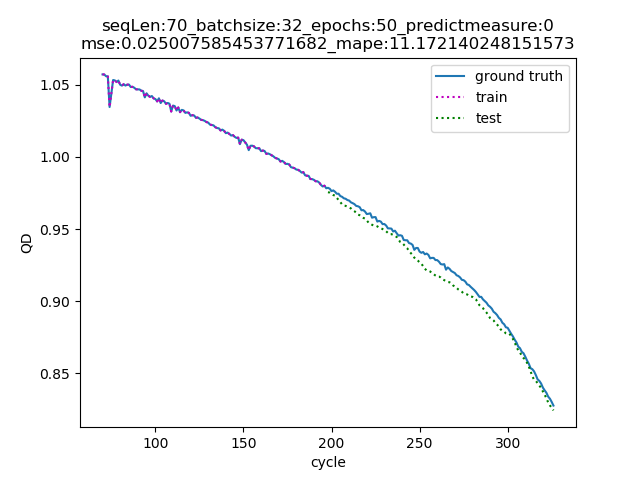 seqLen:70_batchsize:32_epochs:50_predictmeasure:0
mse:0.025007585453771682_mape:11.172140248151573
ground truth
train
test
1.05
1.00
0.95
0.90
0.85
QD
100
150
200
250
300
cycle